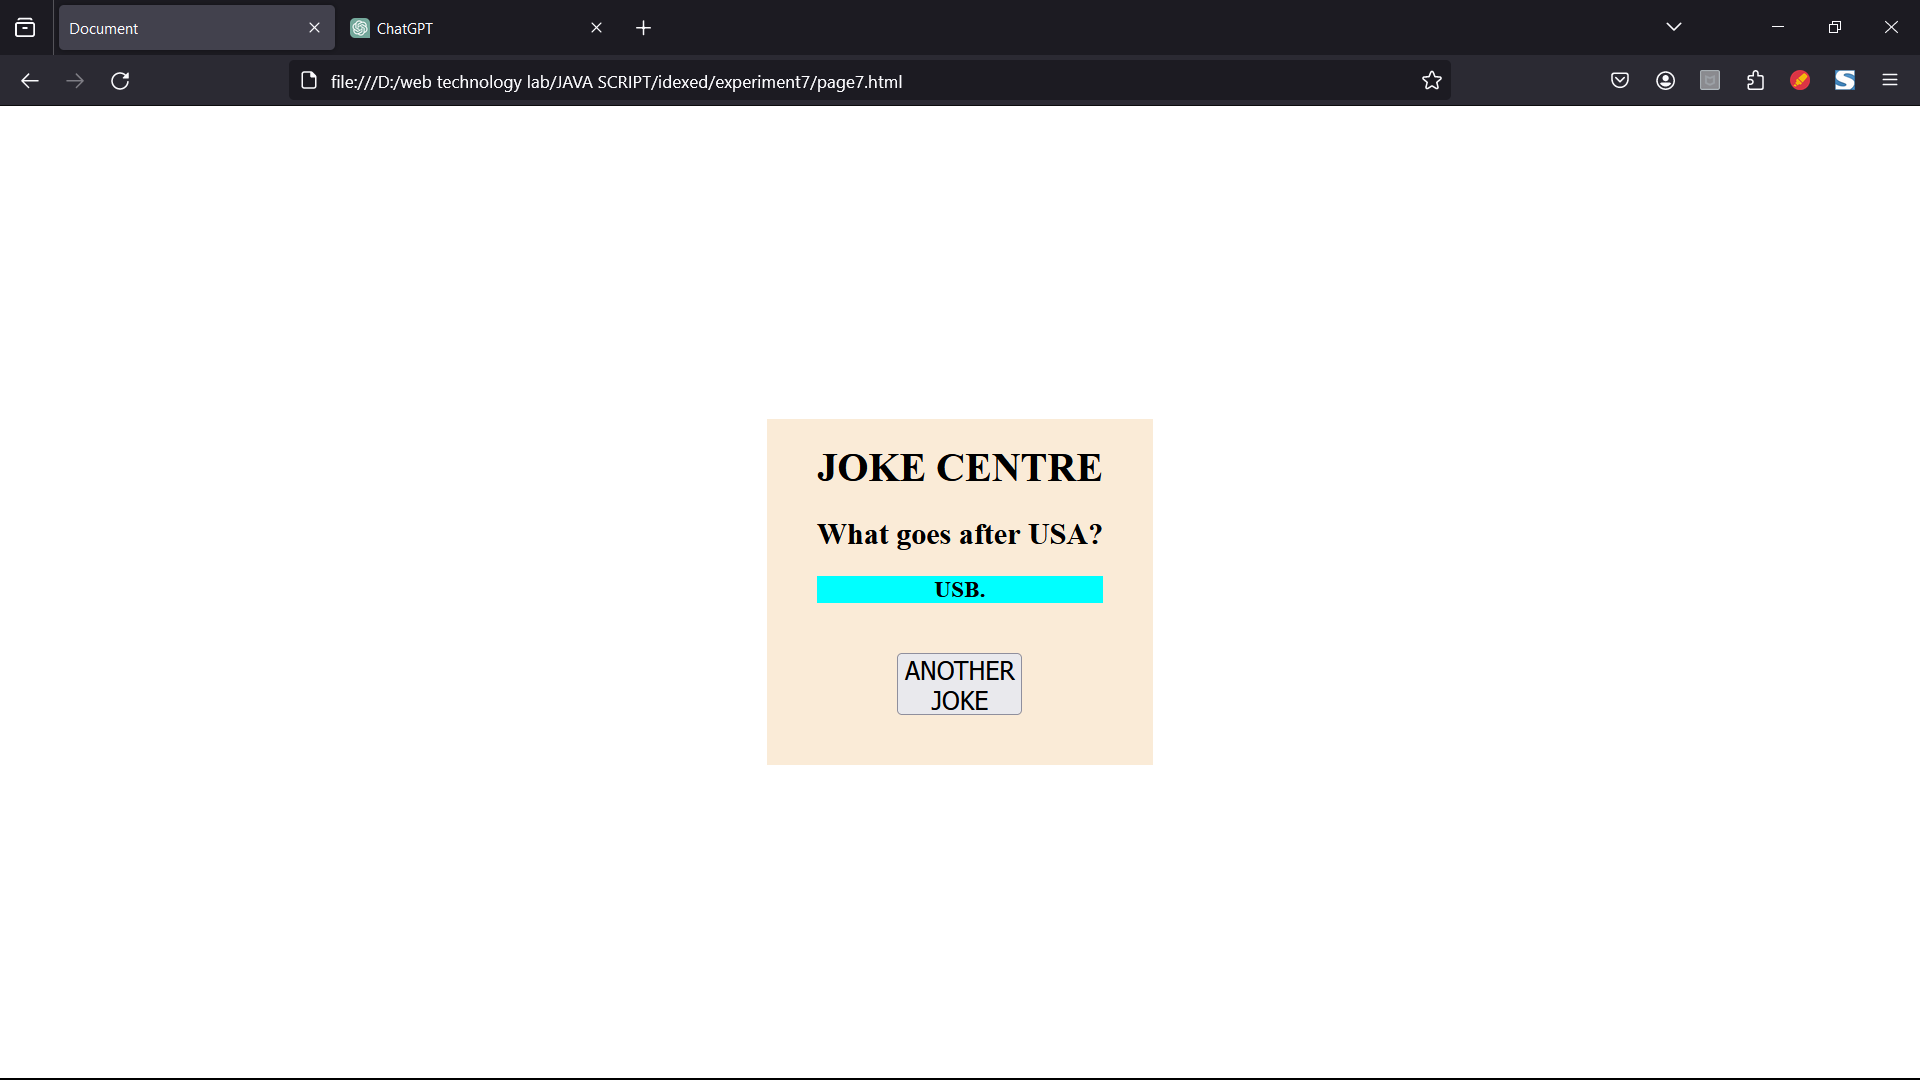 Document
ChatGPT
file:///D:/web technology lab/JAVA SCRIPT/idexed/experiment7/page7.html
JOKE CENTRE
What goes after USA?
USB.
ANOTHER
JOKE